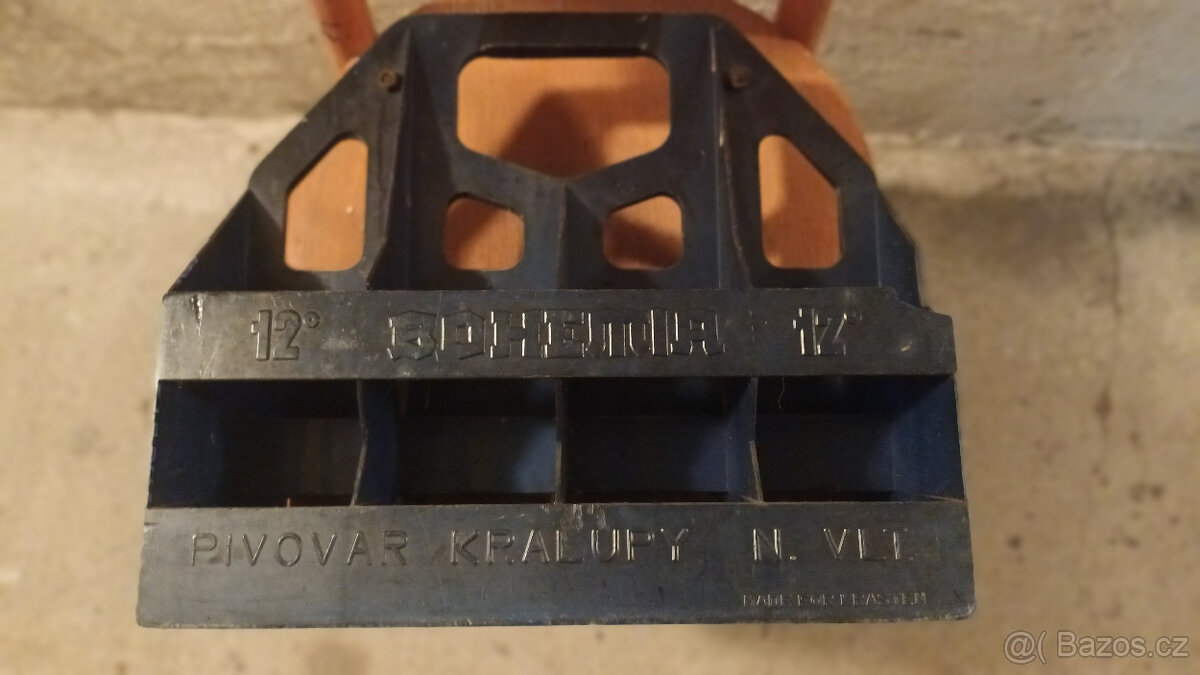 12° BOHEMIA 12°
PIVOVAR KRALUPY N. VLT.
@( Bazos.cz